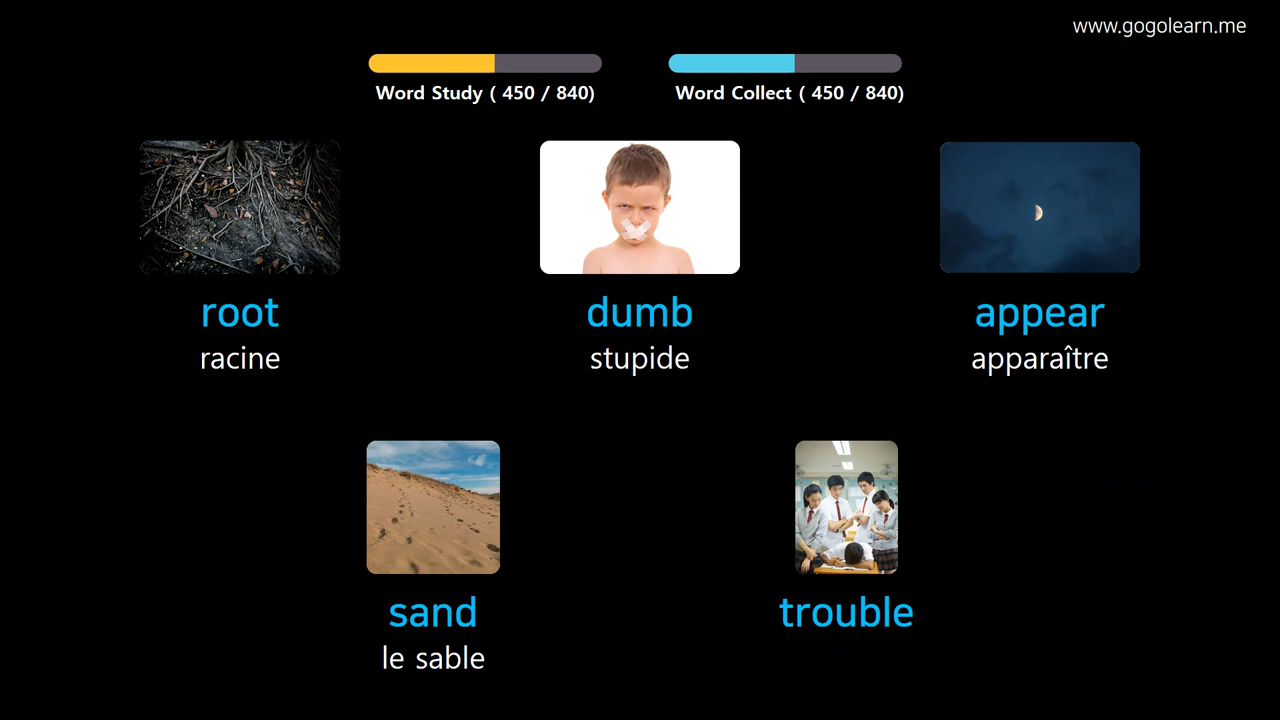 www.gogolearn.me
Word Study ( 450 / 840)
Word Collect ( 450 / 840)
root
racine
dumb
stupide
appear
apparaître
sand
le sable
trouble